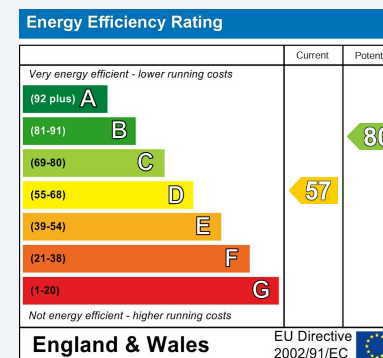 Energy Efficiency Rating
Current
Very energy efficient - lower running costs
(92 plus) A
(81-91) B
80
(69-80) C
(55-68) D
57
(39-54) E
(21-38) F
(1-20) G
Not energy efficient - higher running costs
England & Wales
EU Directive
2002/91/EC